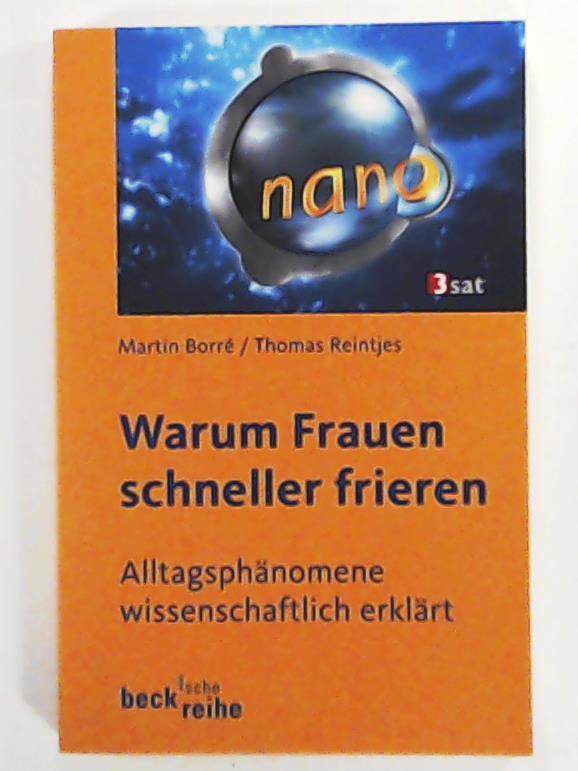 nano
3sat
Martin Borré / Thomas Reintjes
Warum Frauen
schneller frieren
Alltagsphänomene
wissenschaftlich erklärt
beck'sche
reihe